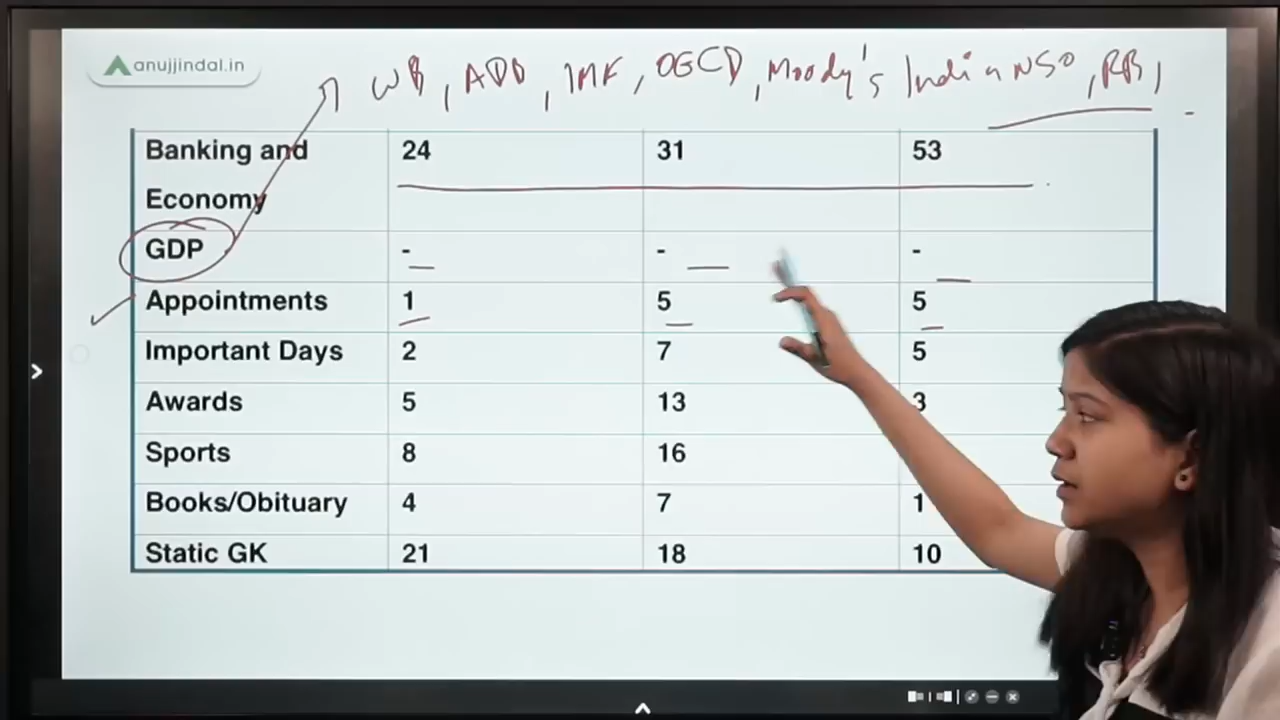 anujjindal.in
WB, ADB, IMF, OECD, Moody's India NSO, RBI,
Banking and 24 31 53
Economy
GDP - - -
Appointments 1 5 5
Important Days 2 7 5
Awards 5 13 3
Sports 8 16
Books/Obituary 4 7 1
Static GK 21 18 10